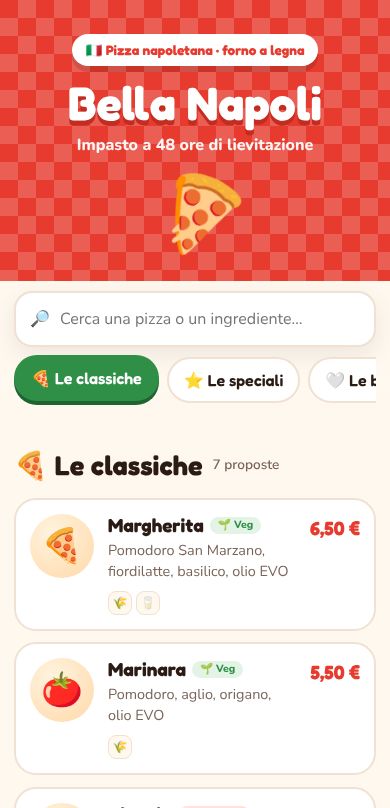 🇮🇹 Pizza napoletana · forno a legna
Bella Napoli
Impasto a 48 ore di lievitazione
🔎 Cerca una pizza o un ingrediente...
🍕 Le classiche
⭐ Le speciali
🤍 Le b
🍕 Le classiche 7 proposte
Margherita 🌱 Veg 6,50 €
Pomodoro San Marzano,
fiordilatte, basilico, olio EVO
Marinara 🌱 Veg 5,50 €
Pomodoro, aglio, origano,
olio EVO